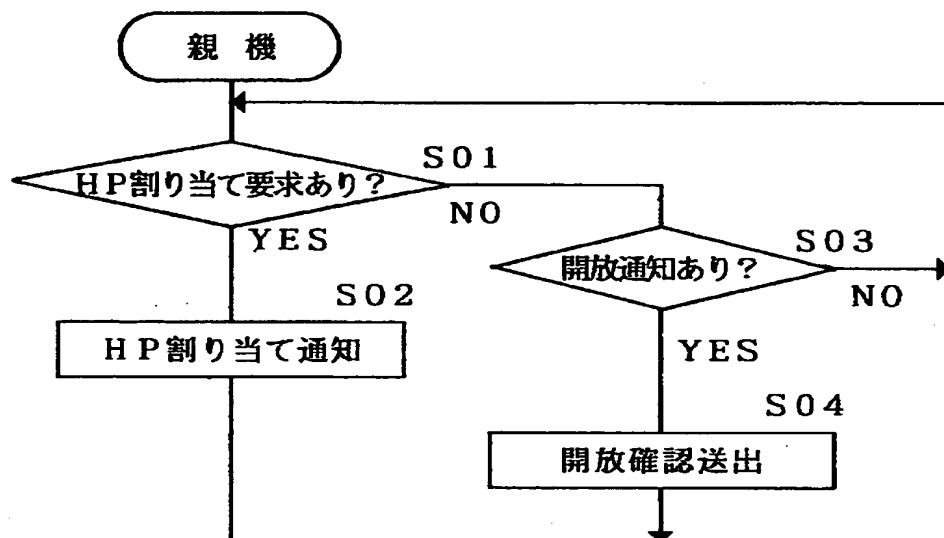 親機
S01
HP割り当て要求あり?
NO
YES
S03
開放通知あり?
NO
S02
HP割り当て通知
YES
S04
開放確認送出